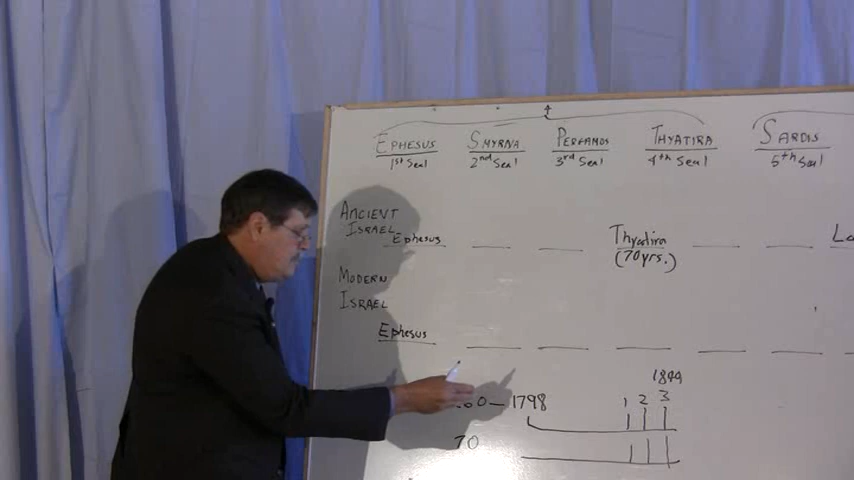 EPHESUS SMYRNA PERGAMOS THYATIRA SARDIS
1st Seal 2nd Seal 3rd Seal 4th Seal 5th Seal
ANCIENT
ISRAEL
Ephesus Thyatira
(70yrs.)
MODERN
ISRAEL
Ephesus
1844
1798 1 2 3
70